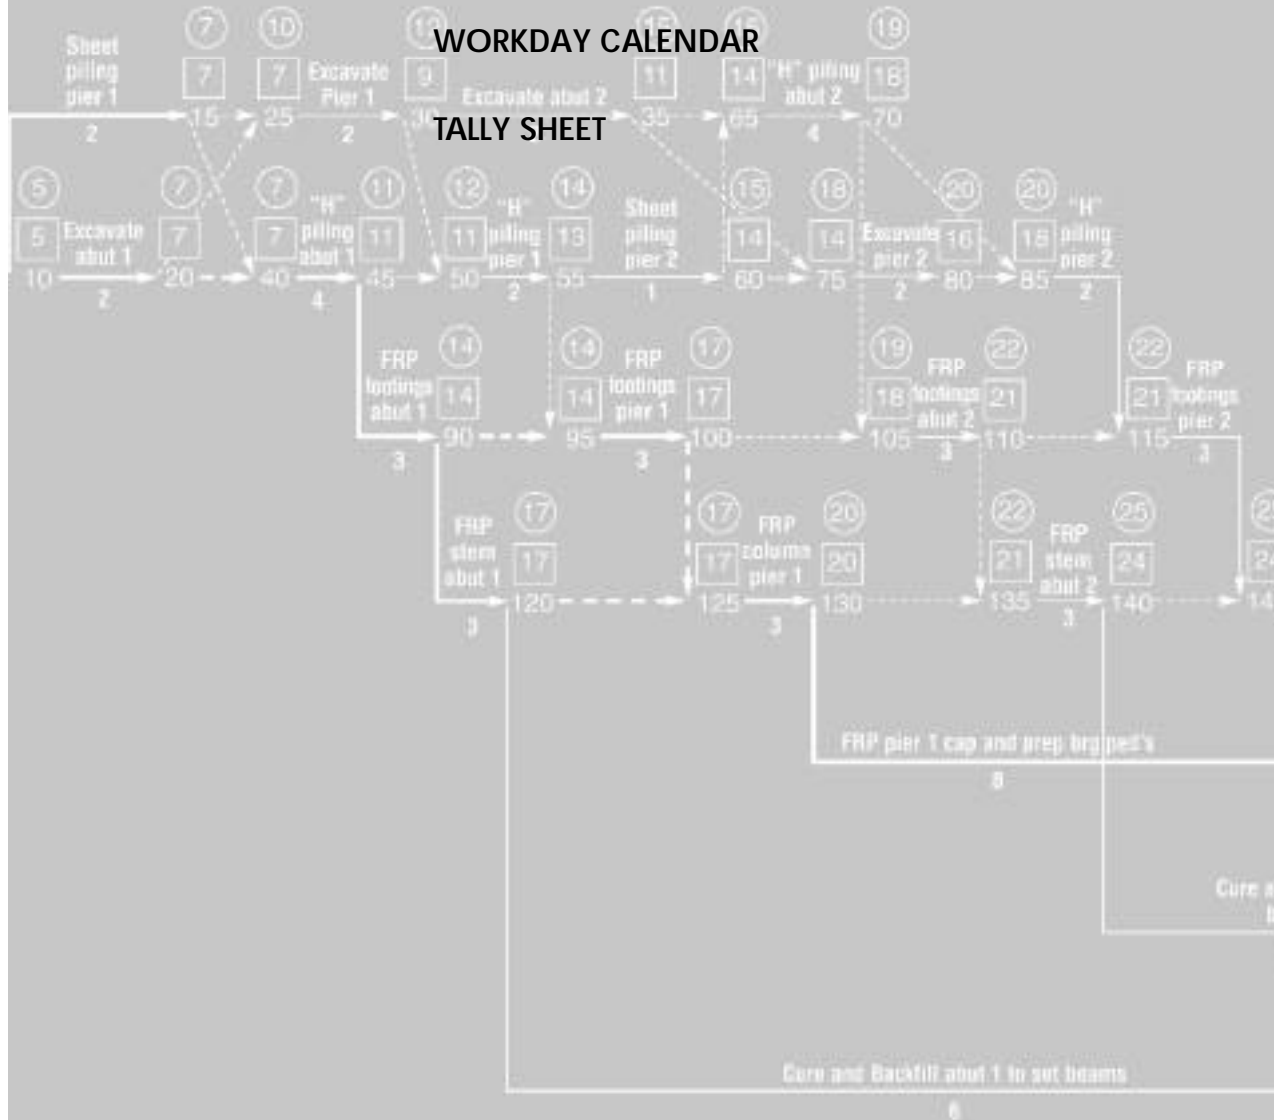 WORKDAY CALENDAR
TALLY SHEET
7 10 15 19
Sheet
piling
pier 1
7 7 9 11 14 18
Excavate
Pier 1
Excavate abut 2
"H" piling
abut 2
15 25 35 65 70
2 2 4
5 7 7 11 12 14 15 18 20 20
5 7 7 11 11 13 14 14 16 18
Excavate
abut 1
"H"
piling
abut 1
"H"
piling
pier 1
Sheet
piling
pier 2
Excavate
pier 2
"H"
piling
pier 2
10 20 40 45 50 55 60 75 80 85
2 4 2 1 2 2
14 14 17 19 22 22
14 14 17 18 21 21
FRP
footings
abut 1
FRP
footings
pier 1
FRP
footings
abut 2
FRP
footings
pier 2
90 95 100 105 110 115
3 3 3 3
17 17 20 22 25
17 17 20 21 24
FRP
stem
abut 1
FRP
column
pier 1
FRP
stem
abut 2
120 125 130 135 140
3 3 3
FRP pier 1 cap and prep brg ped's
8
Cure
Cure and Backfill abut 1 to set beams
6